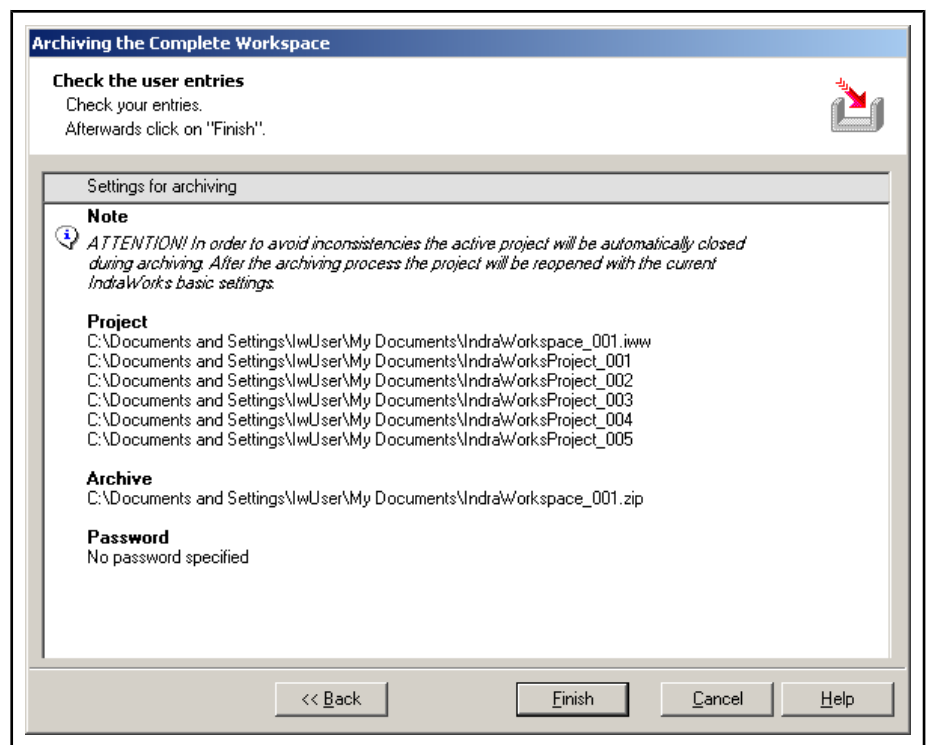 Archiving the Complete Workspace
Check the user entries
Check your entries.
Afterwards click on "Finish".
Settings for archiving
Note
ATTENTION! In order to avoid inconsistencies the active project will be automatically closed
during archiving. After the archiving process the project will be reopened with the current
IndraWorks basic settings.
Project
C:\Documents and Settings\IwUser\My Documents\IndraWorkspace_001.iww
C:\Documents and Settings\IwUser\My Documents\IndraWorksProject_001
C:\Documents and Settings\IwUser\My Documents\IndraWorksProject_002
C:\Documents and Settings\IwUser\My Documents\IndraWorksProject_003
C:\Documents and Settings\IwUser\My Documents\IndraWorksProject_004
C:\Documents and Settings\IwUser\My Documents\IndraWorksProject_005
Archive
C:\Documents and Settings\IwUser\My Documents\IndraWorkspace_001.zip
Password
No password specified
<< Back Finish Cancel Help